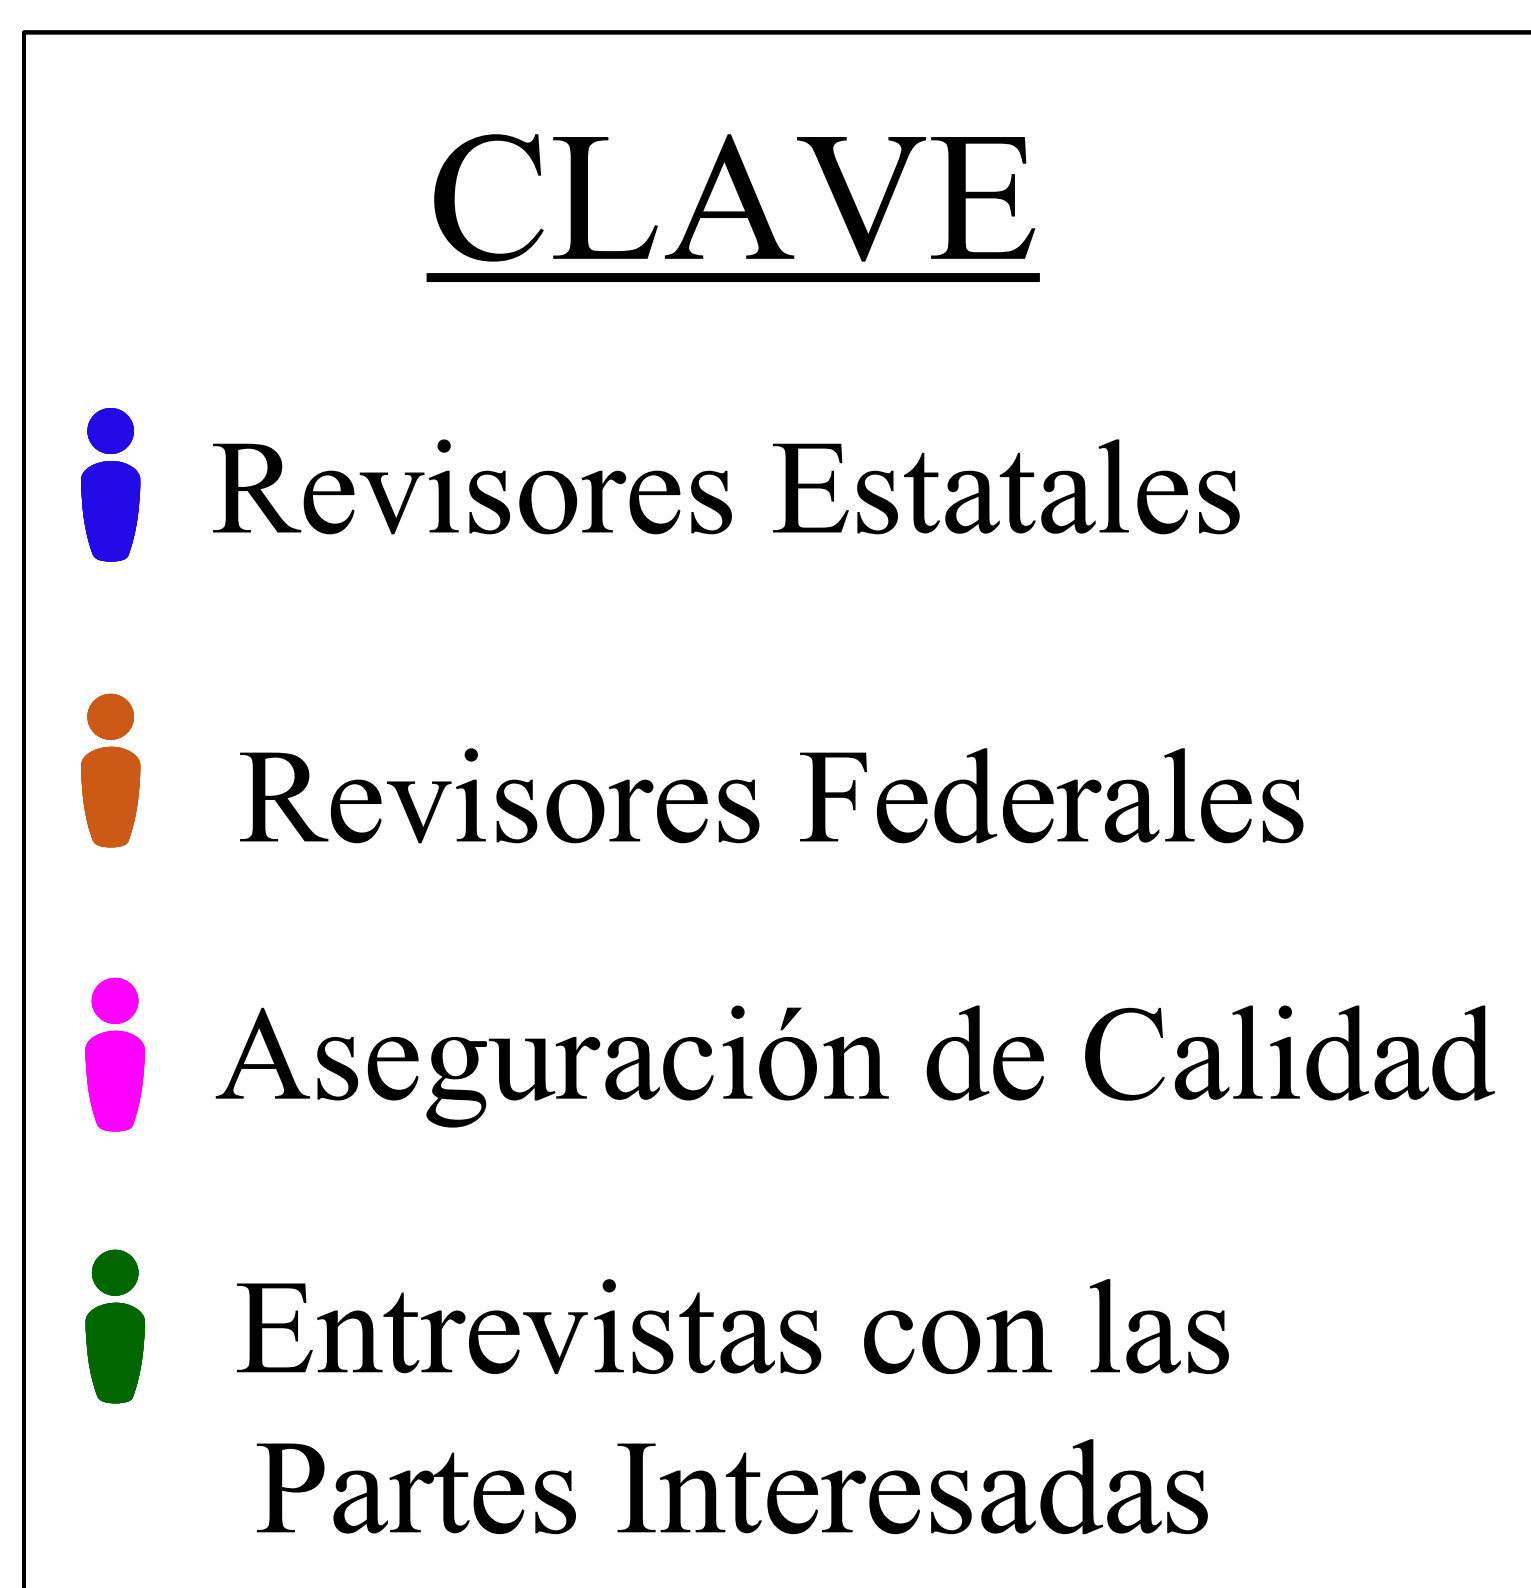 CLAVE
Revisores Estatales
Revisores Federales
Aseguración de Calidad
Entrevistas con las
Partes Interesadas